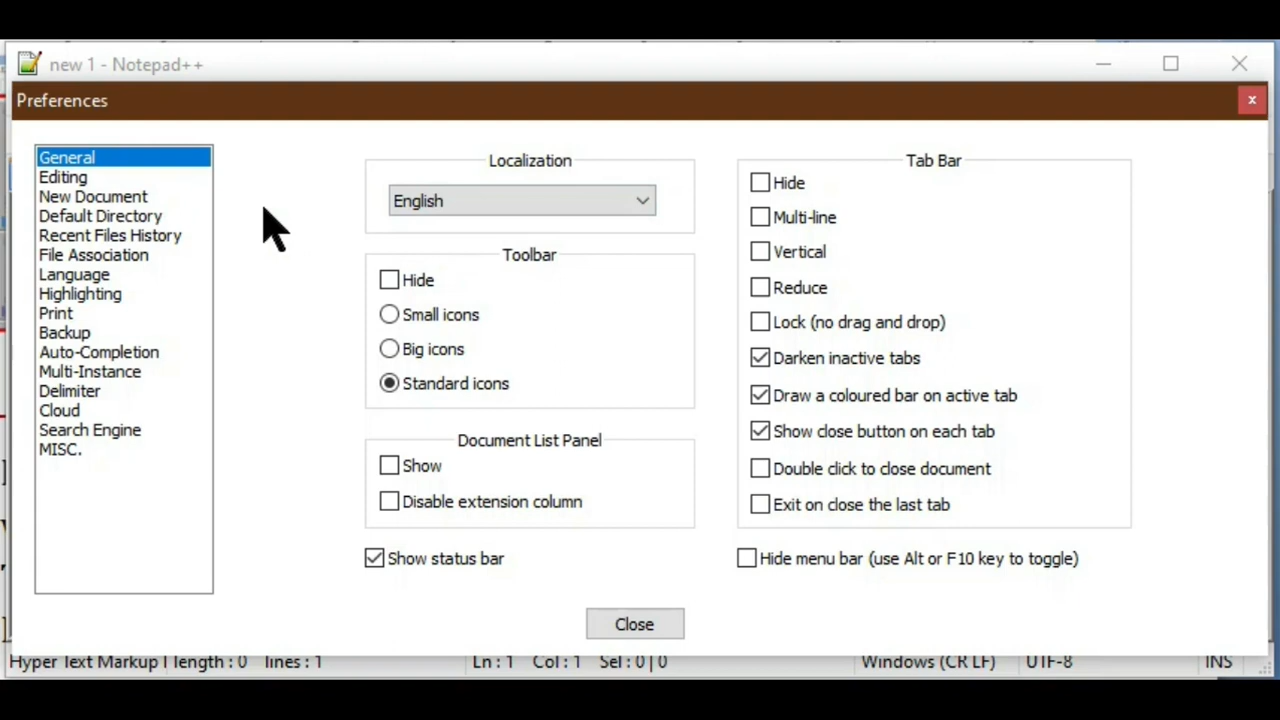 new 1 - Notepad++
Preferences
x
General
Editing
New Document
Default Directory
Recent Files History
File Association
Language
Highlighting
Print
Backup
Auto-Completion
Multi-Instance
Delimiter
Cloud
Search Engine
MISC.
Localization
English
Toolbar
Hide
Small icons
Big icons
Standard icons
Document List Panel
Show
Disable extension column
Show status bar
Tab Bar
Hide
Multi-line
Vertical
Reduce
Lock (no drag and drop)
Darken inactive tabs
Draw a coloured bar on active tab
Show close button on each tab
Double click to close document
Exit on close the last tab
Hide menu bar (use Alt or F10 key to toggle)
Close
Hyper Text Markup l length : 0 lines : 1 Ln : 1 Col : 1 Sel : 0 | 0 Windows (CR LF) UTF-8 INS